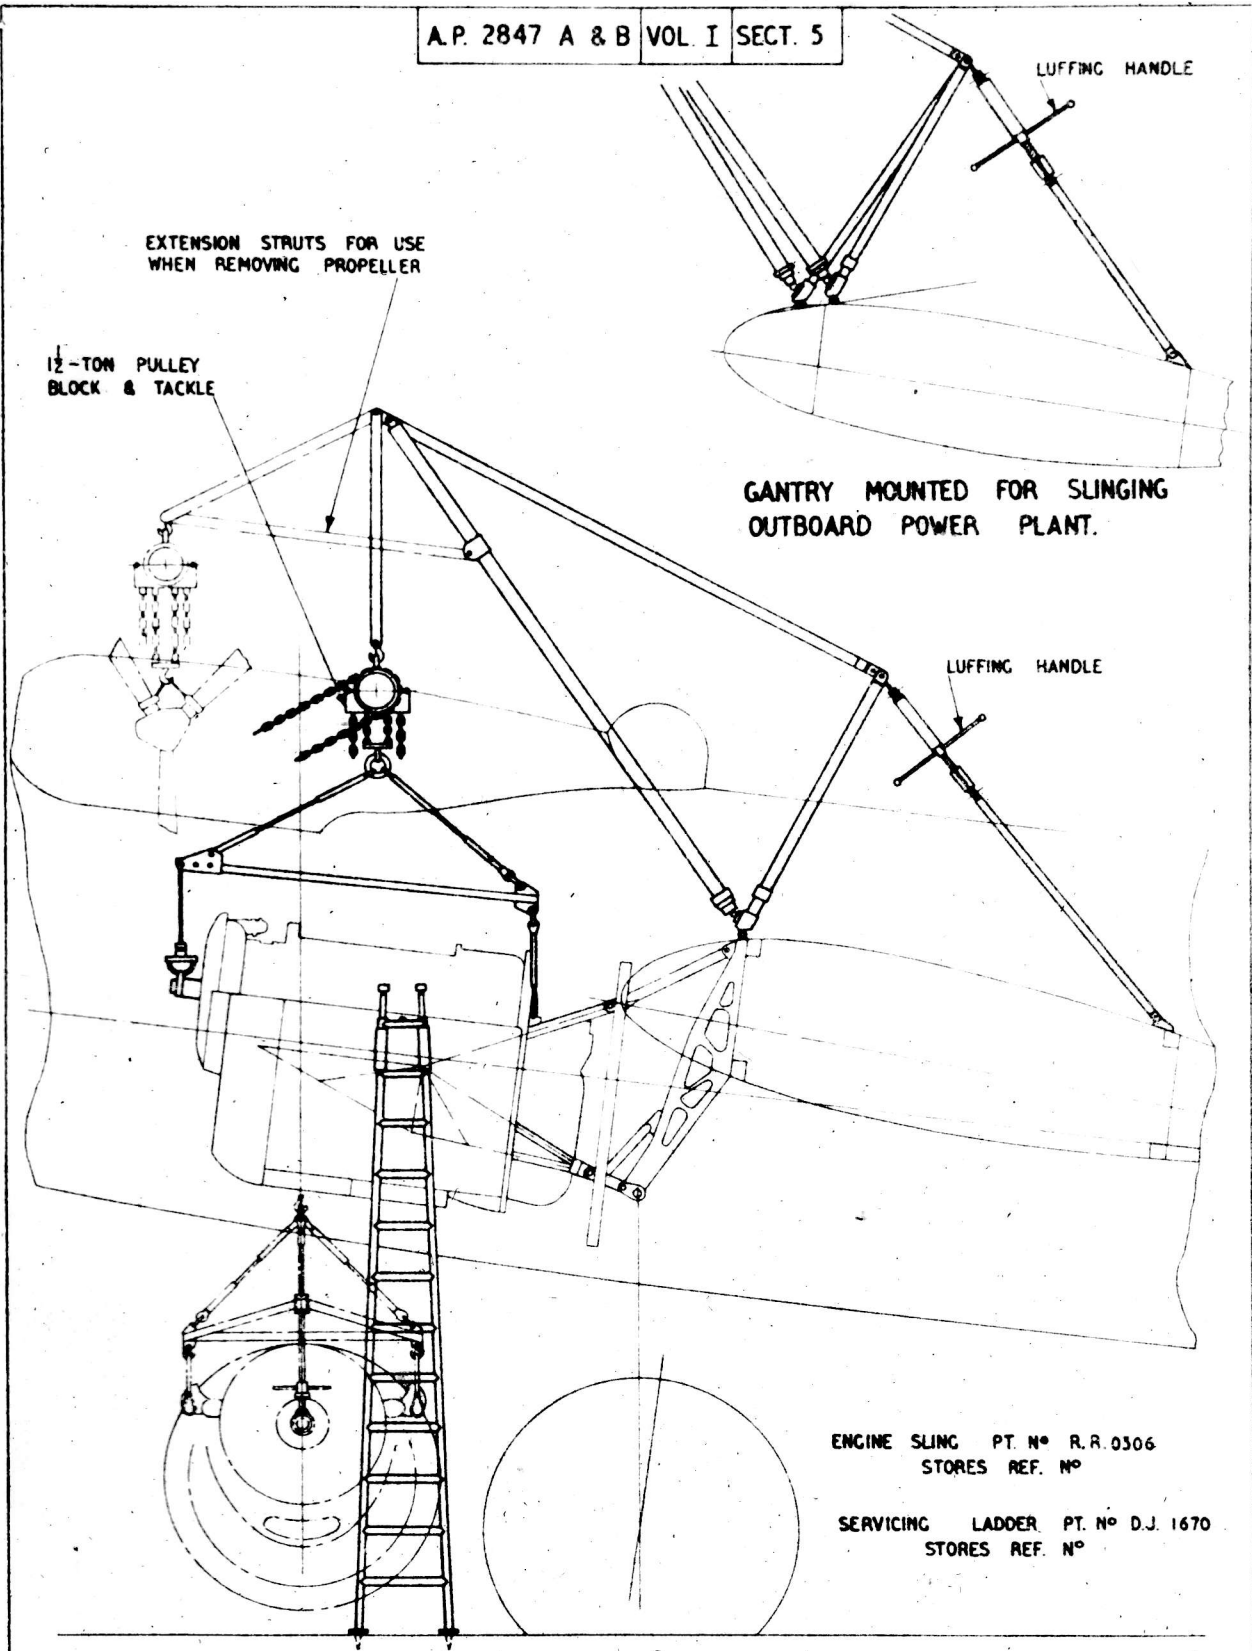 A.P. 2847 A & B VOL. I SECT. 5
LUFFING HANDLE
EXTENSION STRUTS FOR USE
WHEN REMOVING PROPELLER
1½-TON PULLEY
BLOCK & TACKLE
GANTRY MOUNTED FOR SLINGING
OUTBOARD POWER PLANT.
LUFFING HANDLE
ENGINE SLING PT. Nº R.R. 0306
STORES REF. Nº
SERVICING LADDER PT. Nº D.J. 1670
STORES REF. Nº